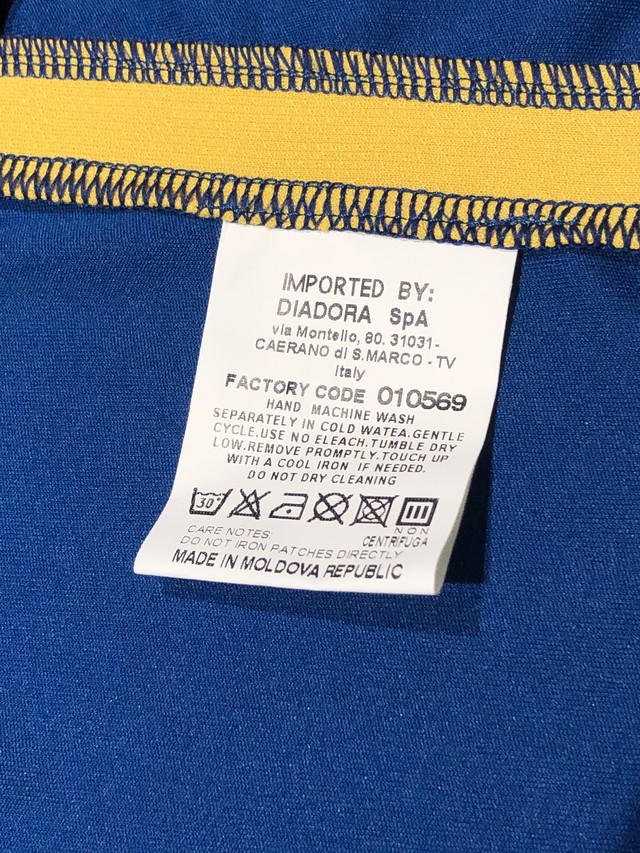 IMPORTED BY:
DIADORA SpA
via Montello, 80. 31031-
CAERANO di S.MARCO - TV
Italy
FACTORY CODE 010569
HAND MACHINE WASH
SEPARATELY IN COLD WATEA.GENTLE
CYCLE.USE NO ELEACH.TUMBLE DRY
LOW.REMOVE PROMPTLY.TOUCH UP
WITH A COOL IRON IF NEEDED.
DO NOT DRY CLEANING
30°
NON
CENTRIFUGA
CARE NOTES:
DO NOT IRON PATCHES DIRECTLY
MADE IN MOLDOVA REPUBLIC